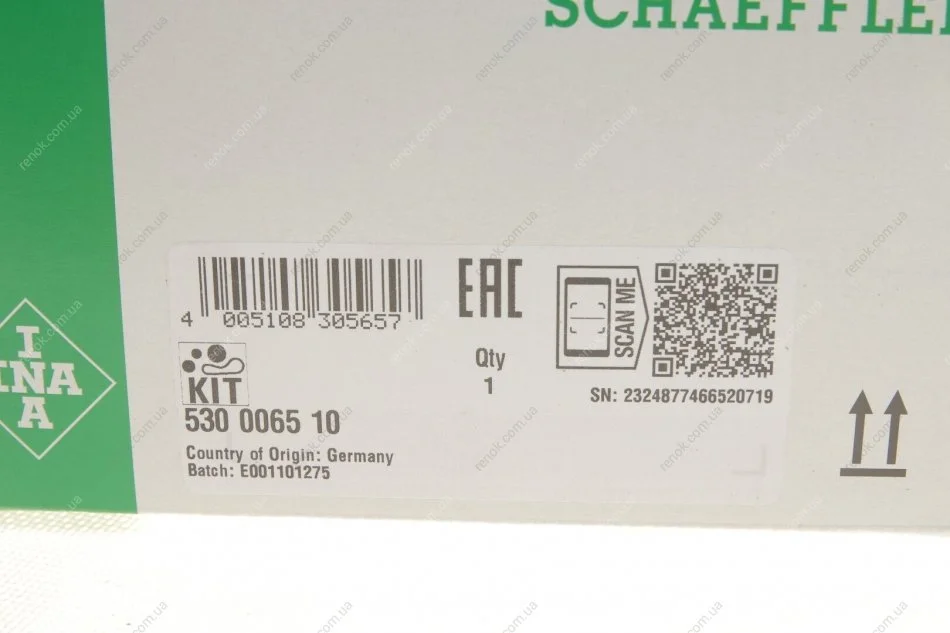 SCHAEFFLE
I
INA
A
4 005108 305657
EAC
SCAN ME
Qty
1
KIT
530 0065 10
SN: 2324877466520719
Country of Origin: Germany
Batch: E001101275
renok.com.ua